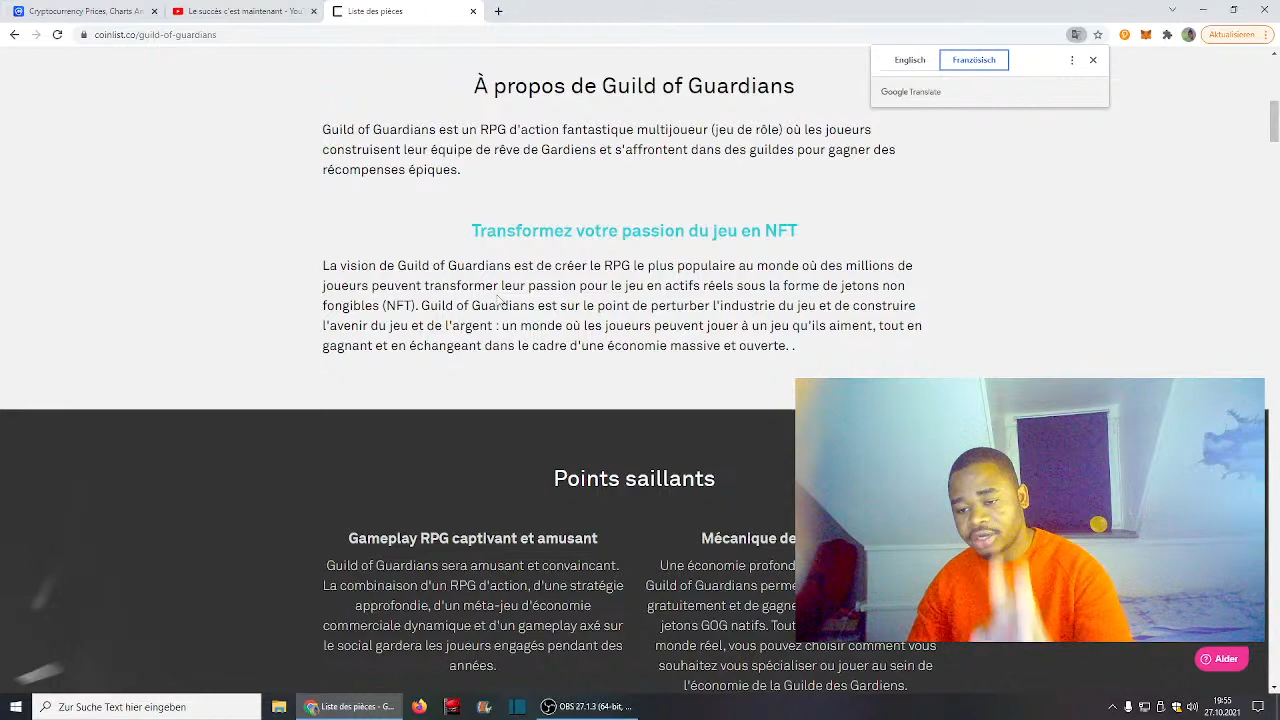 Cryptocurrency Prices, Charts An
Le succès c'est maintenant - You
Liste des pièces
coinlist.co/guild-of-guardians
Aktualisieren
Englisch
Französisch
Google Translate
À propos de Guild of Guardians
Guild of Guardians est un RPG d'action fantastique multijoueur (jeu de rôle) où les joueurs
construisent leur équipe de rêve de Gardiens et s'affrontent dans des guildes pour gagner des
récompenses épiques.
Transformez votre passion du jeu en NFT
La vision de Guild of Guardians est de créer le RPG le plus populaire au monde où des millions de
joueurs peuvent transformer leur passion pour le jeu en actifs réels sous la forme de jetons non
fongibles (NFT). Guild of Guardians est sur le point de perturber l'industrie du jeu et de construire
l'avenir du jeu et de l'argent : un monde où les joueurs peuvent jouer à un jeu qu'ils aiment, tout en
gagnant et en échangeant dans le cadre d'une économie massive et ouverte. .
Points saillants
Gameplay RPG captivant et amusant
Guild of Guardians sera amusant et convaincant.
La combinaison d'un RPG d'action, d'une stratégie
approfondie, d'un méta-jeu d'économie
commerciale dynamique et d'un gameplay axé sur
le social gardera les joueurs engagés pendant des
années.
Mécanique de
Une économie profond
Guild of Guardians perme
gratuitement et de gagne
jetons GOG natifs. Tout
monde réel, vous pouvez choisir comment vous
souhaitez vous spécialiser ou jouer au sein de
l'économie de la Guilde des Gardiens.
Alder
Zur Suche Text hier eingeben
Liste des pièces - G...
OBS 27.1.3 (64-bit, ...
19:55
27.10.2021